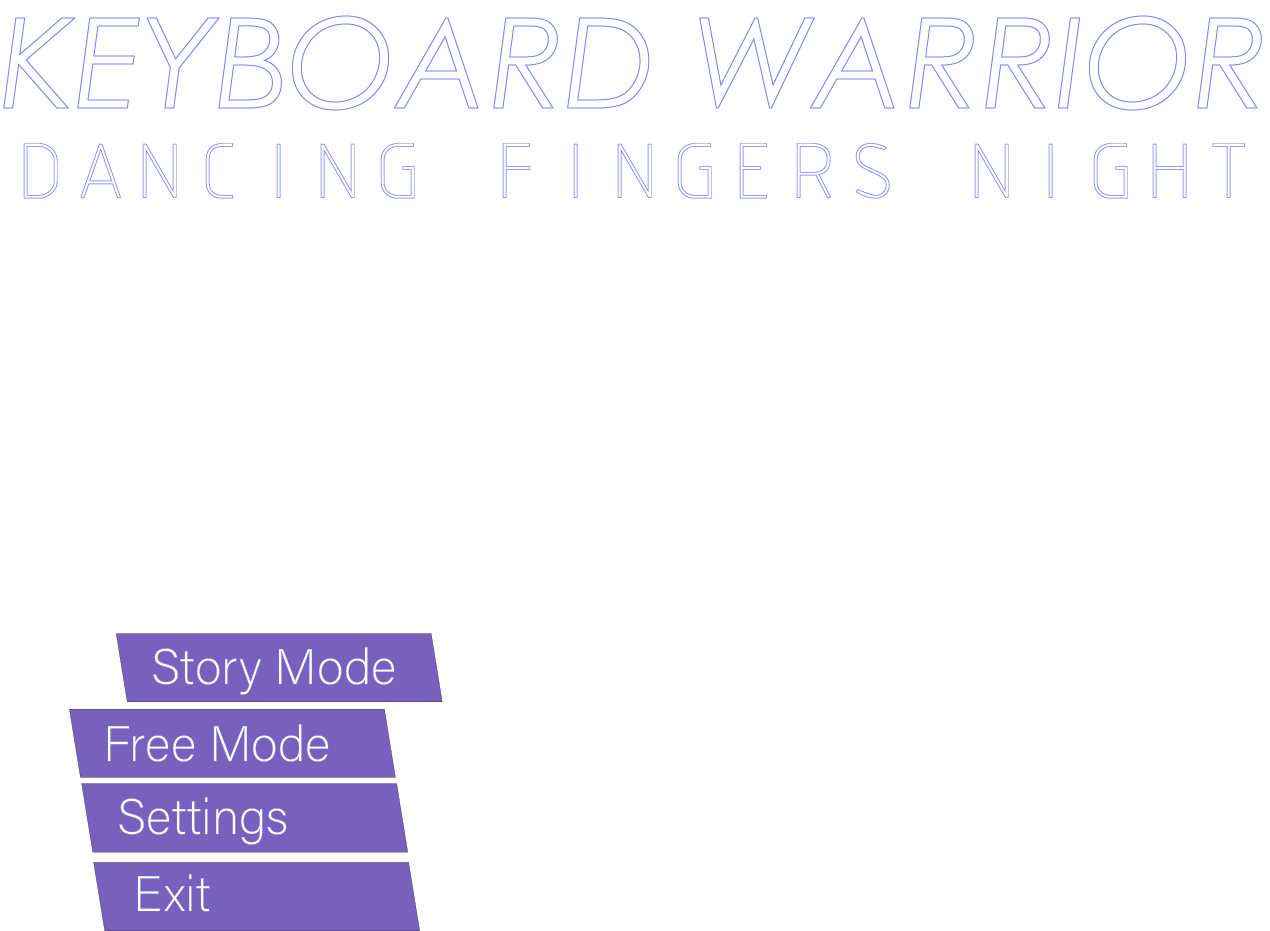 KEYBOARD WARRIOR
DANCING FINGERS NIGHT
Story Mode
Free Mode
Settings
Exit